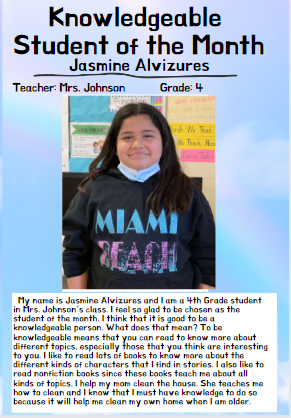 Knowledgeable
Student of the Month
Jasmine Alvizures
Teacher: Mrs. Johnson Grade: 4
MIAMI
BEACH
My name is Jasmine Alvizures and I am a 4th Grade student
in Mrs. Johnson's class. I feel so glad to be chosen as the
student of the month. I think that it is good to be a
knowledgeable person. What does that mean? To be
knowledgeable means that you can read to know more about
different topics, especially those that you think are interesting
to you. I like to read lots of books to know more about the
different kinds of characters that I find in stories. I also like to
read nonfiction books since these books teach me about all
kinds of topics. I help my mom clean the house. She teaches me
how to clean and I know that I must have knowledge to do so
because it will help me clean my own home when I am older.